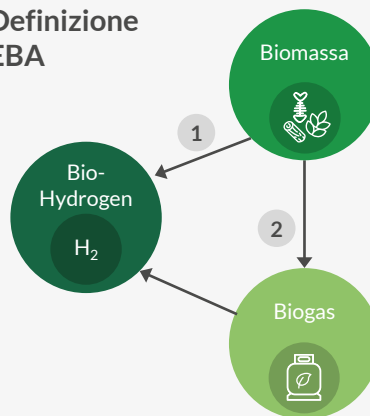 Definizione
EBA
Biomassa
1
Bio-
Hydrogen
H₂
2
Biogas